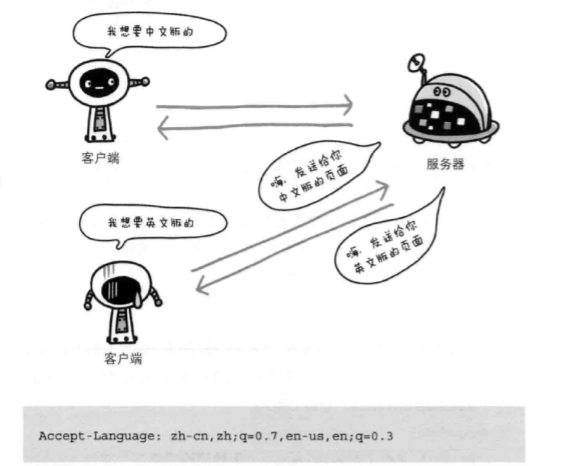 我想要中文版的
客户端
服务器
嗨，发送给你
中文版的页面
我想要英文版的
嗨，发送给你
英文版的页面
客户端
Accept-Language: zh-cn,zh;q=0.7,en-us,en;q=0.3